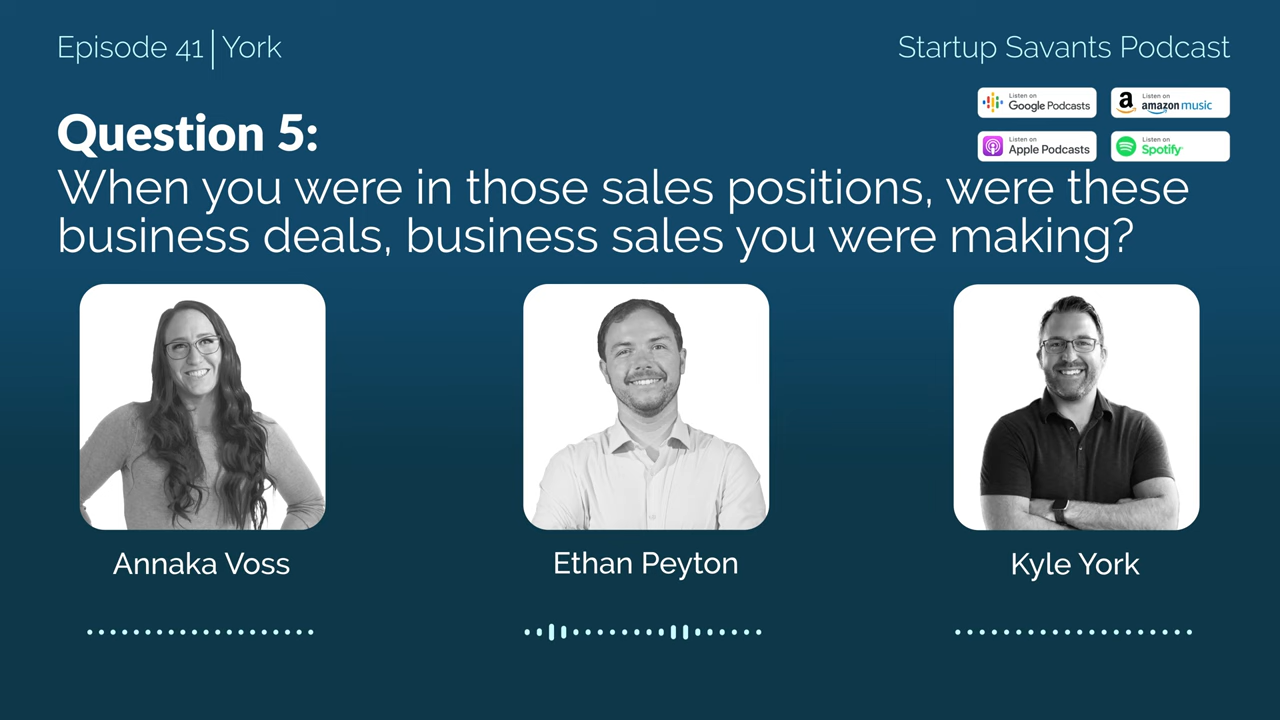 Episode 41 | York
Startup Savants Podcast
Listen on
Google Podcasts
a
Listen on
amazon music
Listen on
Apple Podcasts
Listen on
Spotify
Question 5:
When you were in those sales positions, were these
business deals, business sales you were making?
Annaka Voss
Ethan Peyton
Kyle York